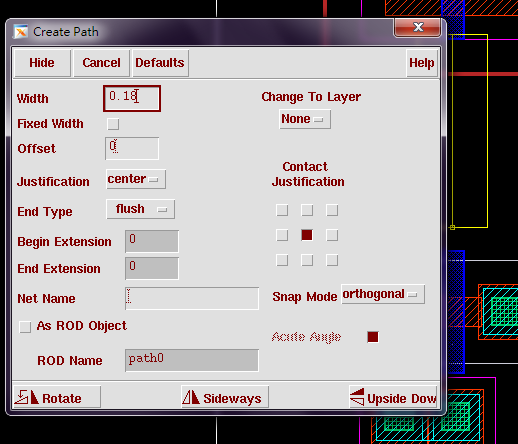 Create Path
Hide Cancel Defaults Help
Width 0.18 Change To Layer
Fixed Width None
Offset 0
Justification center Contact Justification
End Type flush
Begin Extension 0
End Extension 0
Net Name Snap Mode orthogonal
As ROD Object Acute Angle
ROD Name path0
Rotate Sideways Upside Dow